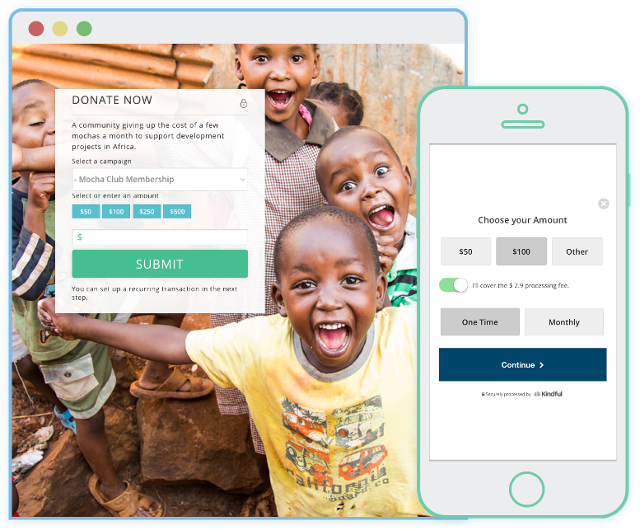 DONATE NOW
A community giving up the cost of a few
mochas a month to support development
projects in Africa.
Select a campaign
- Mocha Club Membership
Select or enter an amount
$50 $100 $250 $500
$
SUBMIT
You can set up a recurring transaction in the next
step.
california
Choose your Amount
$50 $100 Other
I'll cover the $ 2.9 processing fee.
One Time Monthly
Continue >
Securely processed by Kindful